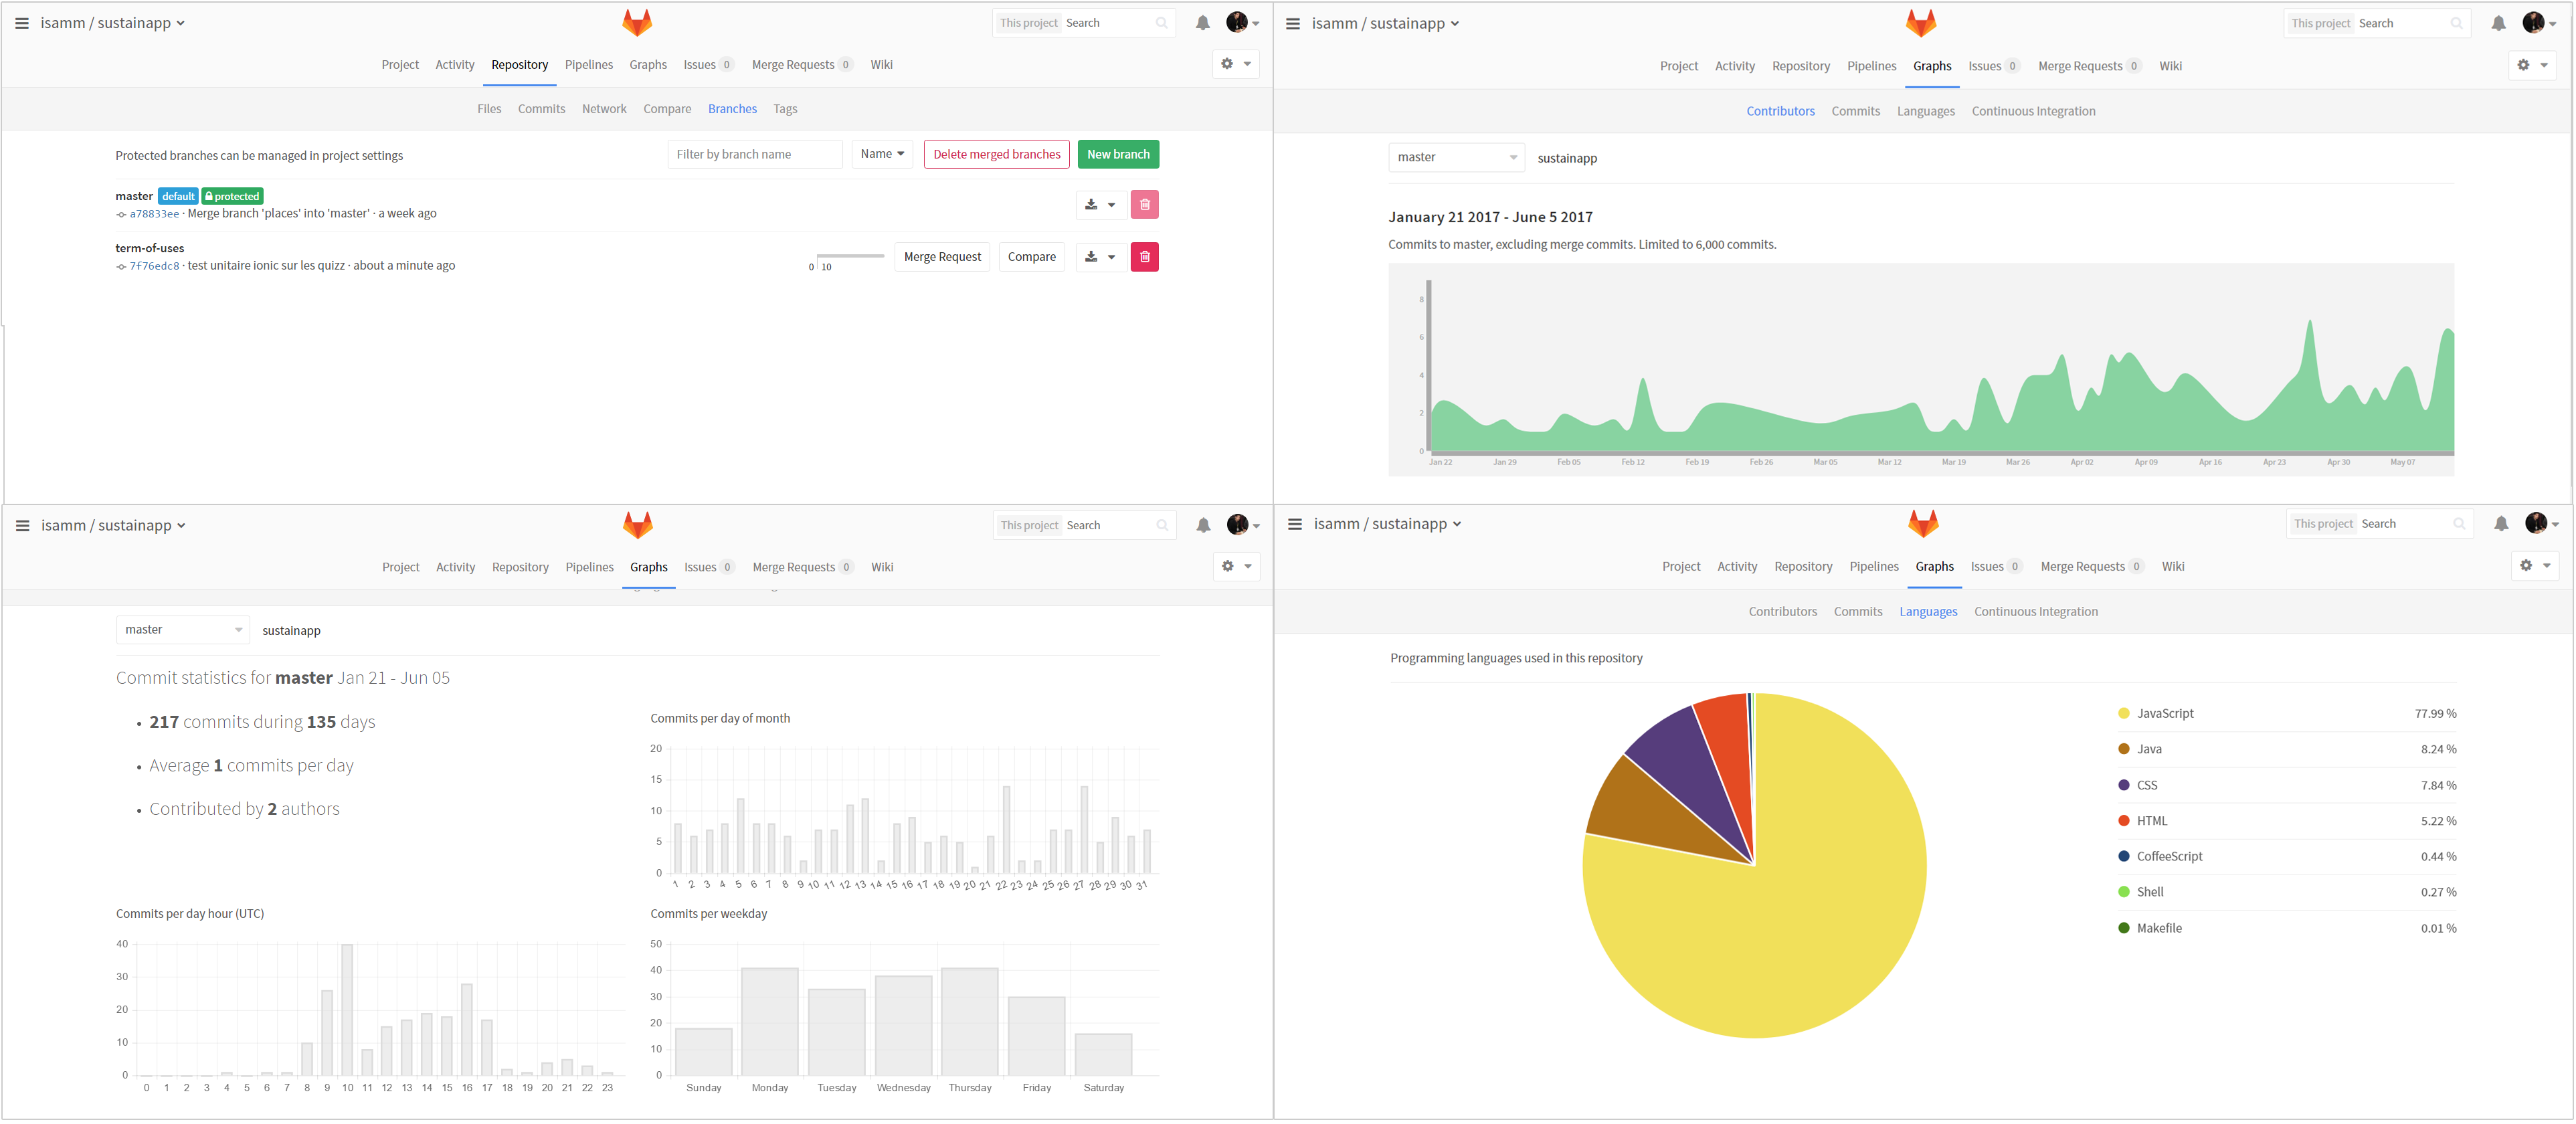 isamm / sustainapp
This project Search
Project Activity Repository Pipelines Graphs Issues 0 Merge Requests 0 Wiki
Files Commits Network Compare Branches Tags
Protected branches can be managed in project settings
Filter by branch name Name Delete merged branches New branch
master default protected
a78833ee · Merge branch 'places' into 'master' · a week ago
term-of-uses
7f76edc8 · test unitaire ionic sur les quizz · about a minute ago
0 10 Merge Request Compare
isamm / sustainapp
This project Search
Project Activity Repository Pipelines Graphs Issues 0 Merge Requests 0 Wiki
Contributors Commits Languages Continuous Integration
master sustainapp
January 21 2017 - June 5 2017
Commits to master, excluding merge commits. Limited to 6,000 commits.
8
6
4
2
0
Jan 22 Jan 29 Feb 05 Feb 12 Feb 19 Feb 26 Mar 05 Mar 12 Mar 19 Mar 26 Apr 02 Apr 09 Apr 16 Apr 23 Apr 30 May 07
isamm / sustainapp
This project Search
Project Activity Repository Pipelines Graphs Issues 0 Merge Requests 0 Wiki
master sustainapp
Commit statistics for master Jan 21 - Jun 05
• 217 commits during 135 days
• Average 1 commits per day
• Contributed by 2 authors
Commits per day of month
20
15
10
5
0
1 2 3 4 5 6 7 8 9 10 11 12 13 14 15 16 17 18 19 20 21 22 23 24 25 26 27 28 29 30 31
Commits per day hour (UTC)
40
30
20
10
0
0 1 2 3 4 5 6 7 8 9 10 11 12 13 14 15 16 17 18 19 20 21 22 23
Commits per weekday
50
40
30
20
10
0
Sunday Monday Tuesday Wednesday Thursday Friday Saturday
isamm / sustainapp
This project Search
Project Activity Repository Pipelines Graphs Issues 0 Merge Requests 0 Wiki
Contributors Commits Languages Continuous Integration
Programming languages used in this repository
JavaScript 77.99 %
Java 8.24 %
CSS 7.84 %
HTML 5.22 %
CoffeeScript 0.44 %
Shell 0.27 %
Makefile 0.01 %